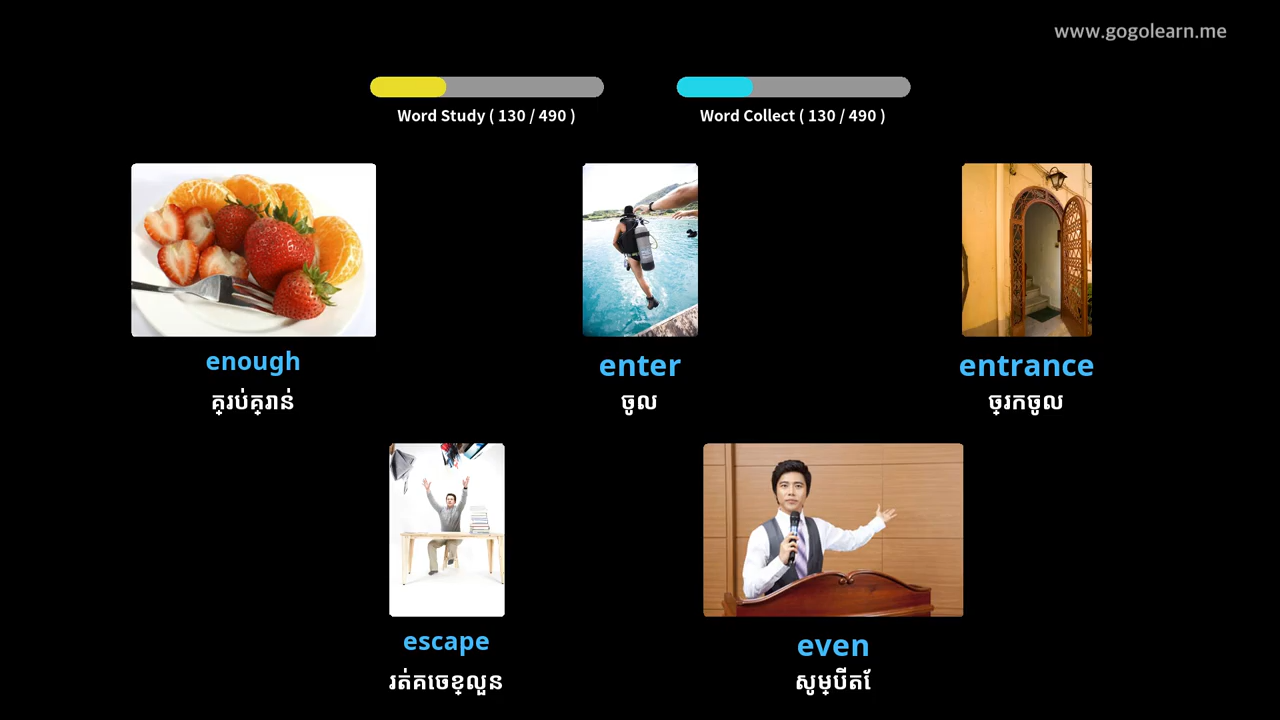 www.gogolearn.me
Word Study ( 130 / 490 )
Word Collect ( 130 / 490 )
enough
គ្រប់គ្រាន់
enter
ចូល
entrance
ច្រកចូល
escape
រត់គេចខ្លួន
even
សូម្បីតែ